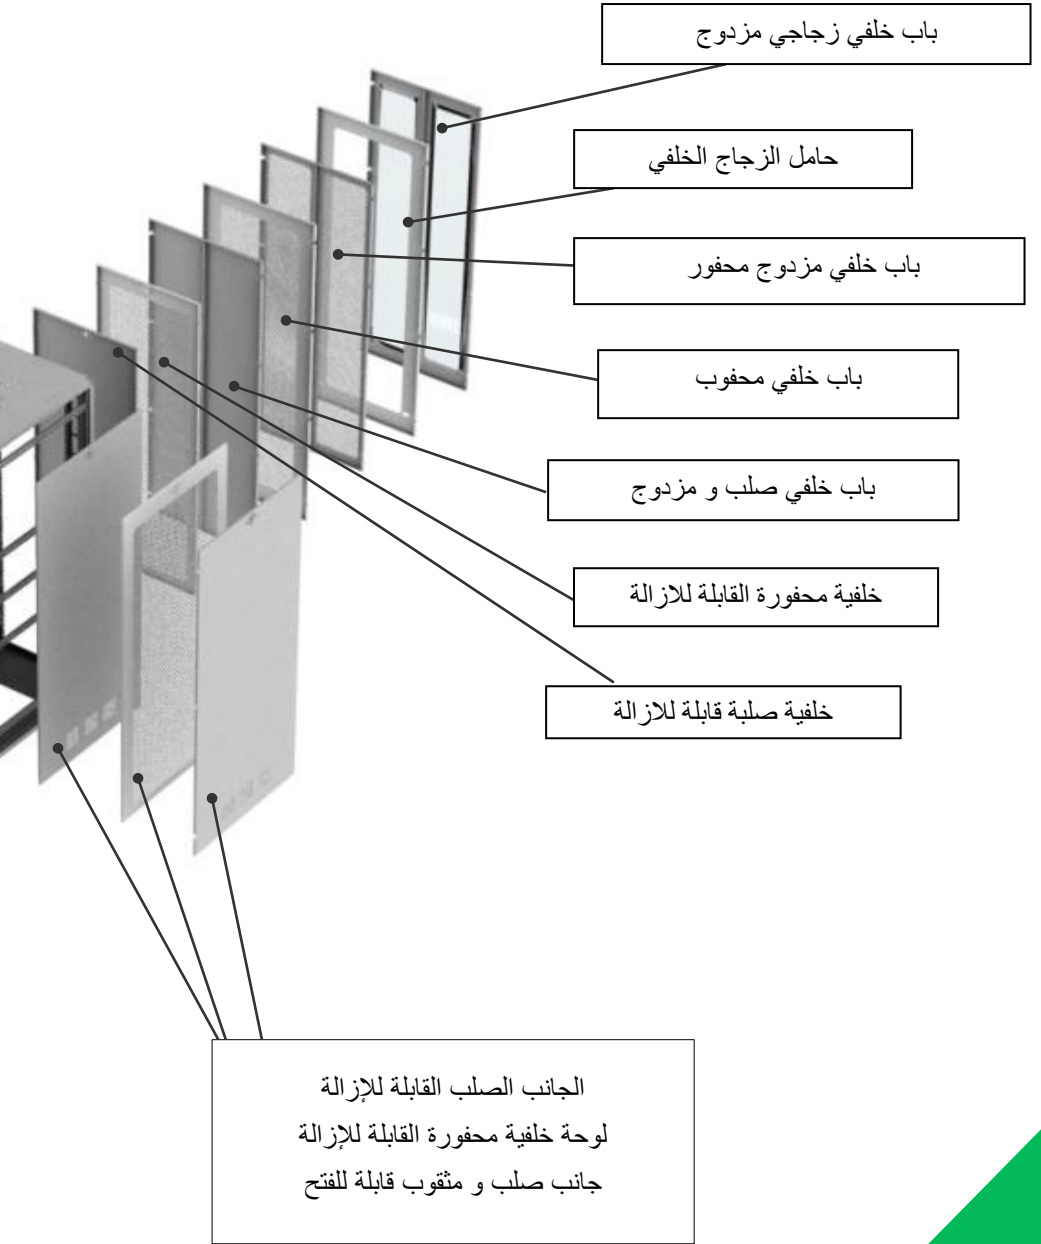 باب خلفي زجاجي مزدوج
حامل الزجاج الخلفي
باب خلفي مزدوج محفور
باب خلفي محفوب
باب خلفي صلب و مزدوج
خلفية محفورة القابلة للازالة
خلفية صلبة قابلة للازالة
الجانب الصلب القابلة للإزالة
لوحة خلفية محفورة القابلة للإزالة
جانب صلب و مثقوب قابلة للفتح